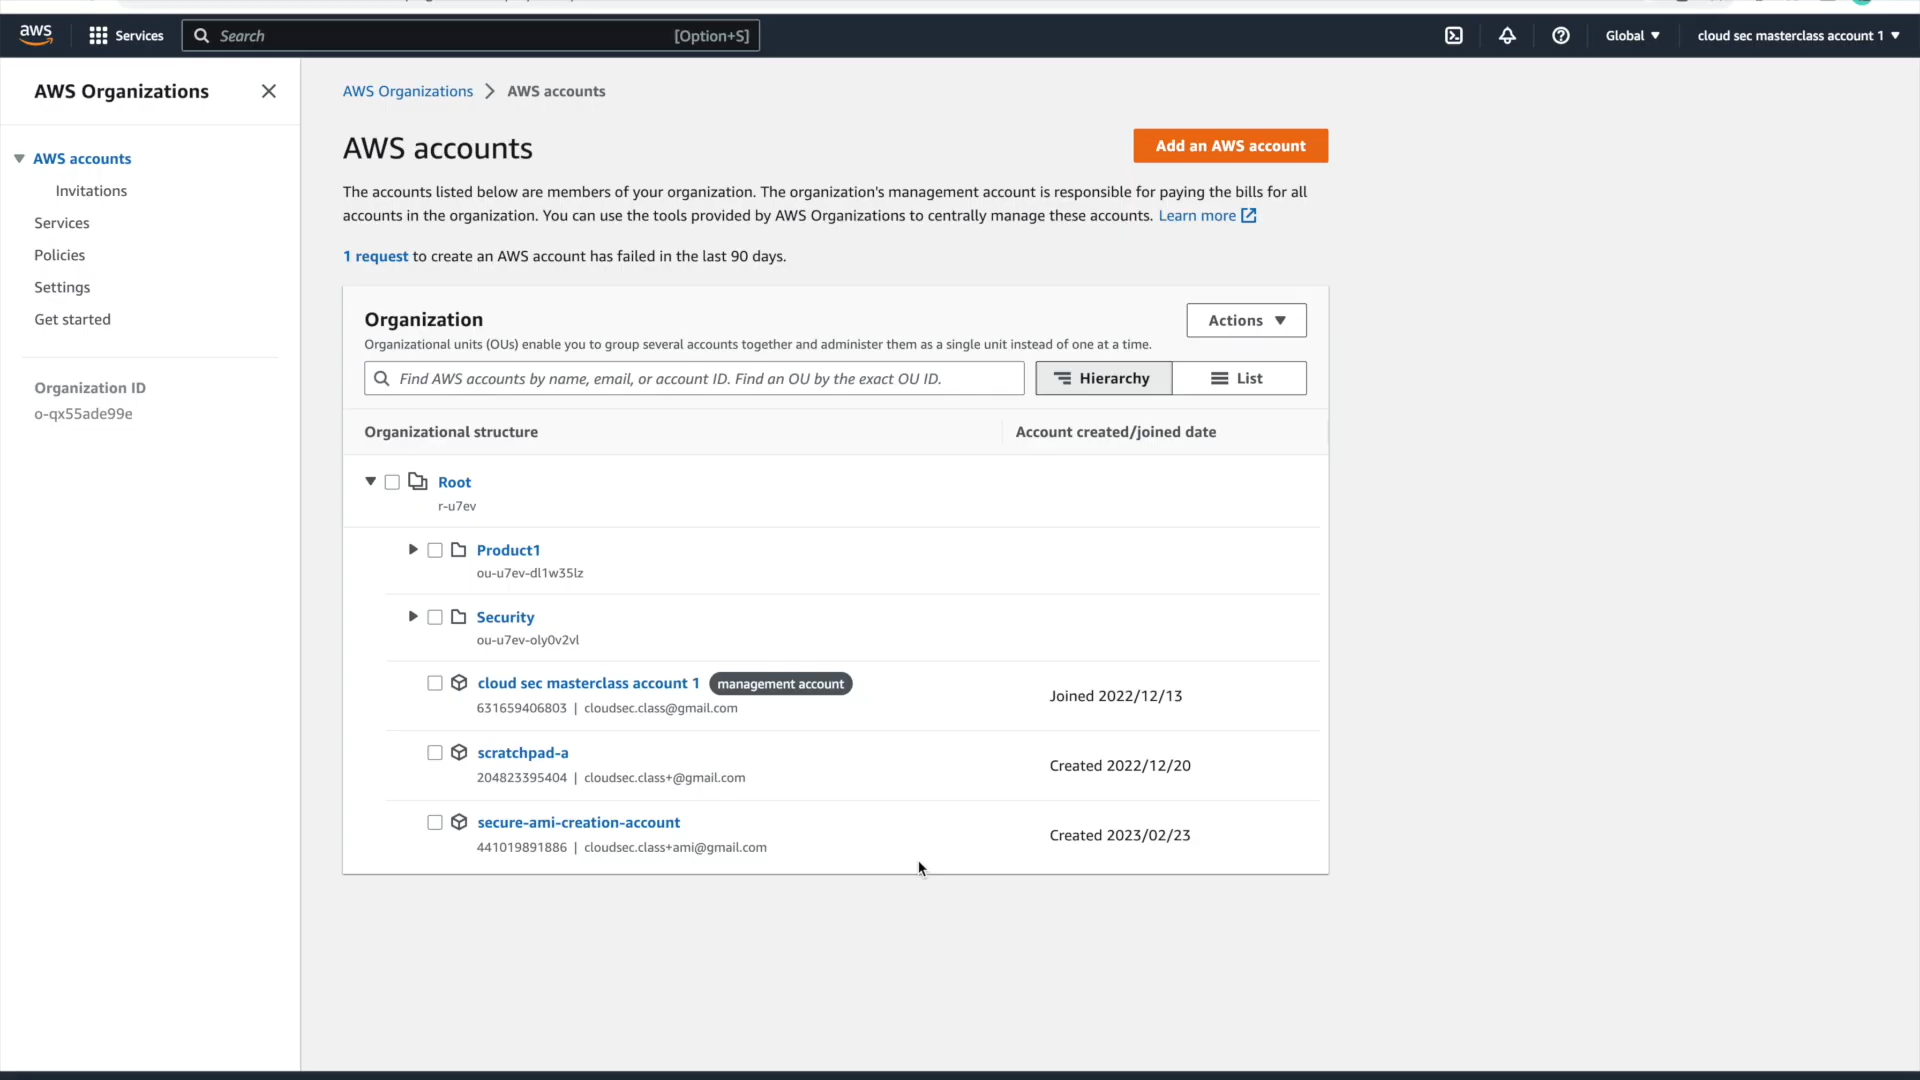 aws
Services
Search
[Option+S]
Global
cloud sec masterclass account 1
AWS Organizations
AWS accounts
Invitations
Services
Policies
Settings
Get started
Organization ID
o-qx55ade99e
AWS Organizations > AWS accounts
AWS accounts
Add an AWS account
The accounts listed below are members of your organization. The organization's management account is responsible for paying the bills for all
accounts in the organization. You can use the tools provided by AWS Organizations to centrally manage these accounts. Learn more
1 request to create an AWS account has failed in the last 90 days.
Organization
Actions
Organizational units (OUs) enable you to group several accounts together and administer them as a single unit instead of one at a time.
Find AWS accounts by name, email, or account ID. Find an OU by the exact OU ID.
Hierarchy
List
Organizational structure
Account created/joined date
Root
r-u7ev
Product1
ou-u7ev-dl1w35lz
Security
ou-u7ev-oly0v2vl
cloud sec masterclass account 1 management account
631659406803 | cloudsec.class@gmail.com
Joined 2022/12/13
scratchpad-a
204823395404 | cloudsec.class+@gmail.com
Created 2022/12/20
secure-ami-creation-account
441019891886 | cloudsec.class+ami@gmail.com
Created 2023/02/23